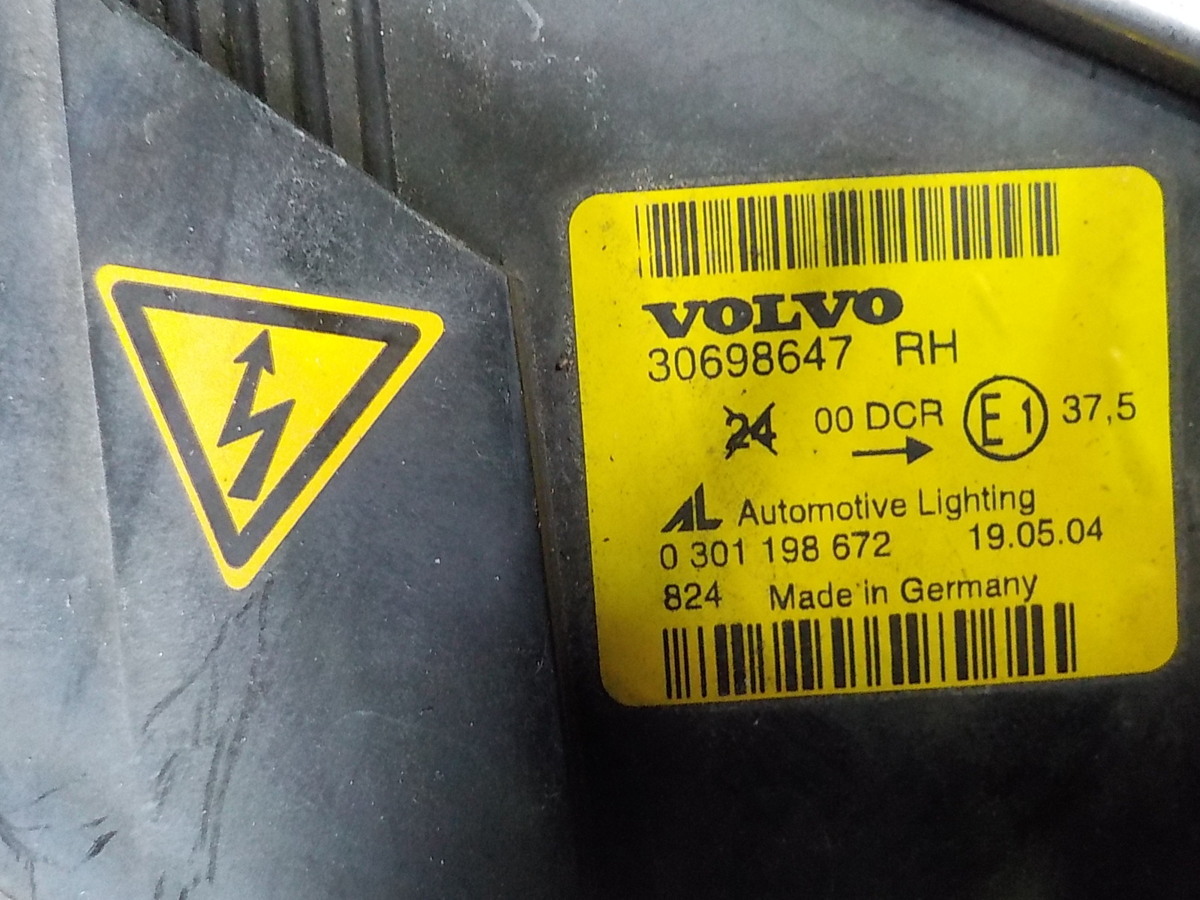 VOLVO
30698647 RH
24 00 DCR E1 37,5
AL Automotive Lighting
0 301 198 672 19.05.04
824 Made in Germany